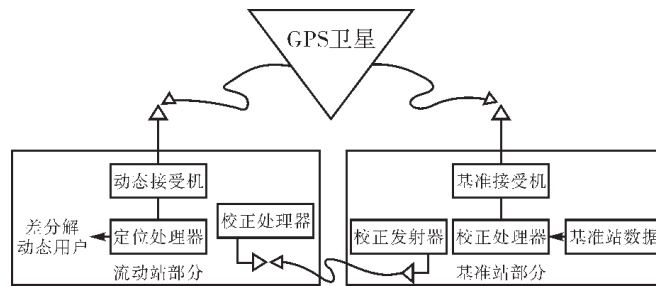 GPS卫星
动态接受机
差分解
动态用户
定位处理器
校正处理器
流动站部分
基准接受机
校正发射器
校正处理器
基准站数据
基准站部分